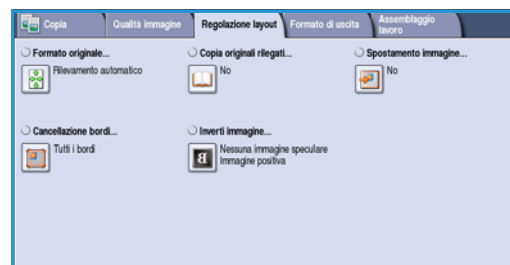 Copia
Qualità immagine
Regolazione layout
Formato di uscita
Assemblaggio
lavoro
Formato originale...
Rilevamento automatico
Copia originali rilegati...
No
Spostamento immagine...
No
Cancellazione bordi...
Tutti i bordi
Inverti immagine...
B
Nessuna immagine speculare
Immagine positiva